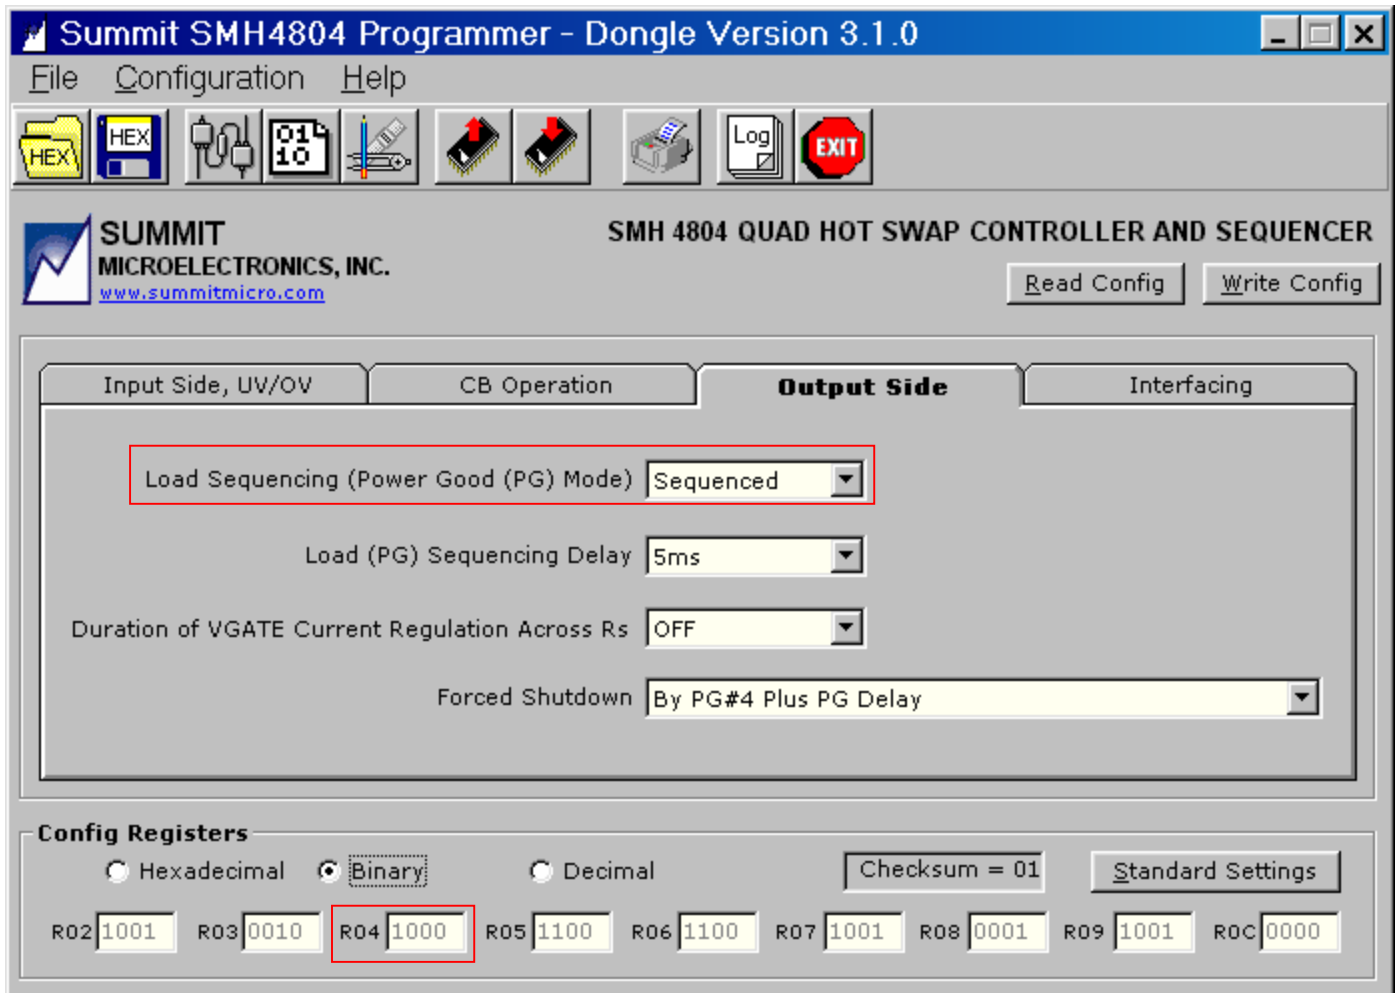 Summit SMH4804 Programmer - Dongle Version 3.1.0
File Configuration Help
HEX HEX 01 10 Log EXIT
SUMMIT
MICROELECTRONICS, INC.
www.summitmicro.com
SMH 4804 QUAD HOT SWAP CONTROLLER AND SEQUENCER
Read Config Write Config
Input Side, UV/OV CB Operation Output Side Interfacing
Load Sequencing (Power Good (PG) Mode) Sequenced
Load (PG) Sequencing Delay 5ms
Duration of VGATE Current Regulation Across Rs OFF
Forced Shutdown By PG#4 Plus PG Delay
Config Registers
Hexadecimal Binary Decimal Checksum = 01 Standard Settings
R02 1001 R03 0010 R04 1000 R05 1100 R06 1100 R07 1001 R08 0001 R09 1001 R0C 0000